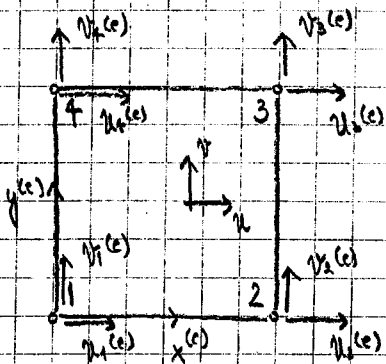 v₄(e) v₃(e)
4 u₄(e) 3 u₃(e)
y(e) v u
v₁(e) v₂(e)
1 2
u₁(e) x(e) u₂(e)